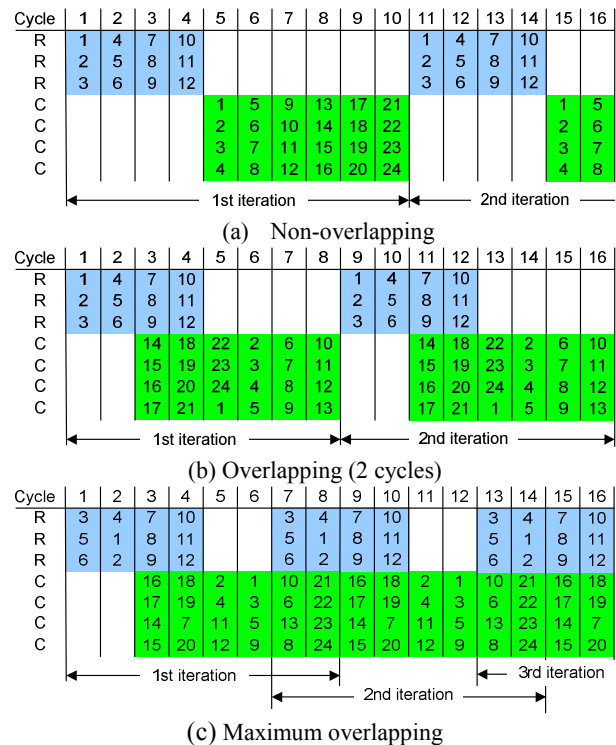 Cycle 1 2 3 4 5 6 7 8 9 10 11 12 13 14 15 16
R 1 4 7 10 1 4 7 10
R 2 5 8 11 2 5 8 11
R 3 6 9 12 3 6 9 12
C 1 5 9 13 17 21 1 5
C 2 6 10 14 18 22 2 6
C 3 7 11 15 19 23 3 7
C 4 8 12 16 20 24 4 8
1st iteration 2nd iteration
(a) Non-overlapping
Cycle 1 2 3 4 5 6 7 8 9 10 11 12 13 14 15 16
R 1 4 7 10 1 4 7 10
R 2 5 8 11 2 5 8 11
R 3 6 9 12 3 6 9 12
C 14 18 22 2 6 10 14 18 22 2 6 10
C 15 19 23 3 7 11 15 19 23 3 7 11
C 16 20 24 4 8 12 16 20 24 4 8 12
C 17 21 1 5 9 13 17 21 1 5 9 13
1st iteration 2nd iteration
(b) Overlapping (2 cycles)
Cycle 1 2 3 4 5 6 7 8 9 10 11 12 13 14 15 16
R 3 4 7 10 3 4 7 10 3 4 7 10
R 5 1 8 11 5 1 8 11 5 1 8 11
R 6 2 9 12 6 2 9 12 6 2 9 12
C 16 18 2 1 10 21 16 18 2 1 10 21 16 18
C 17 19 4 3 6 22 17 19 4 3 6 22 17 19
C 14 7 11 5 13 23 14 7 11 5 13 23 14 7
C 15 20 12 9 8 24 15 20 12 9 8 24 15 20
1st iteration 3rd iteration
2nd iteration
(c) Maximum overlapping